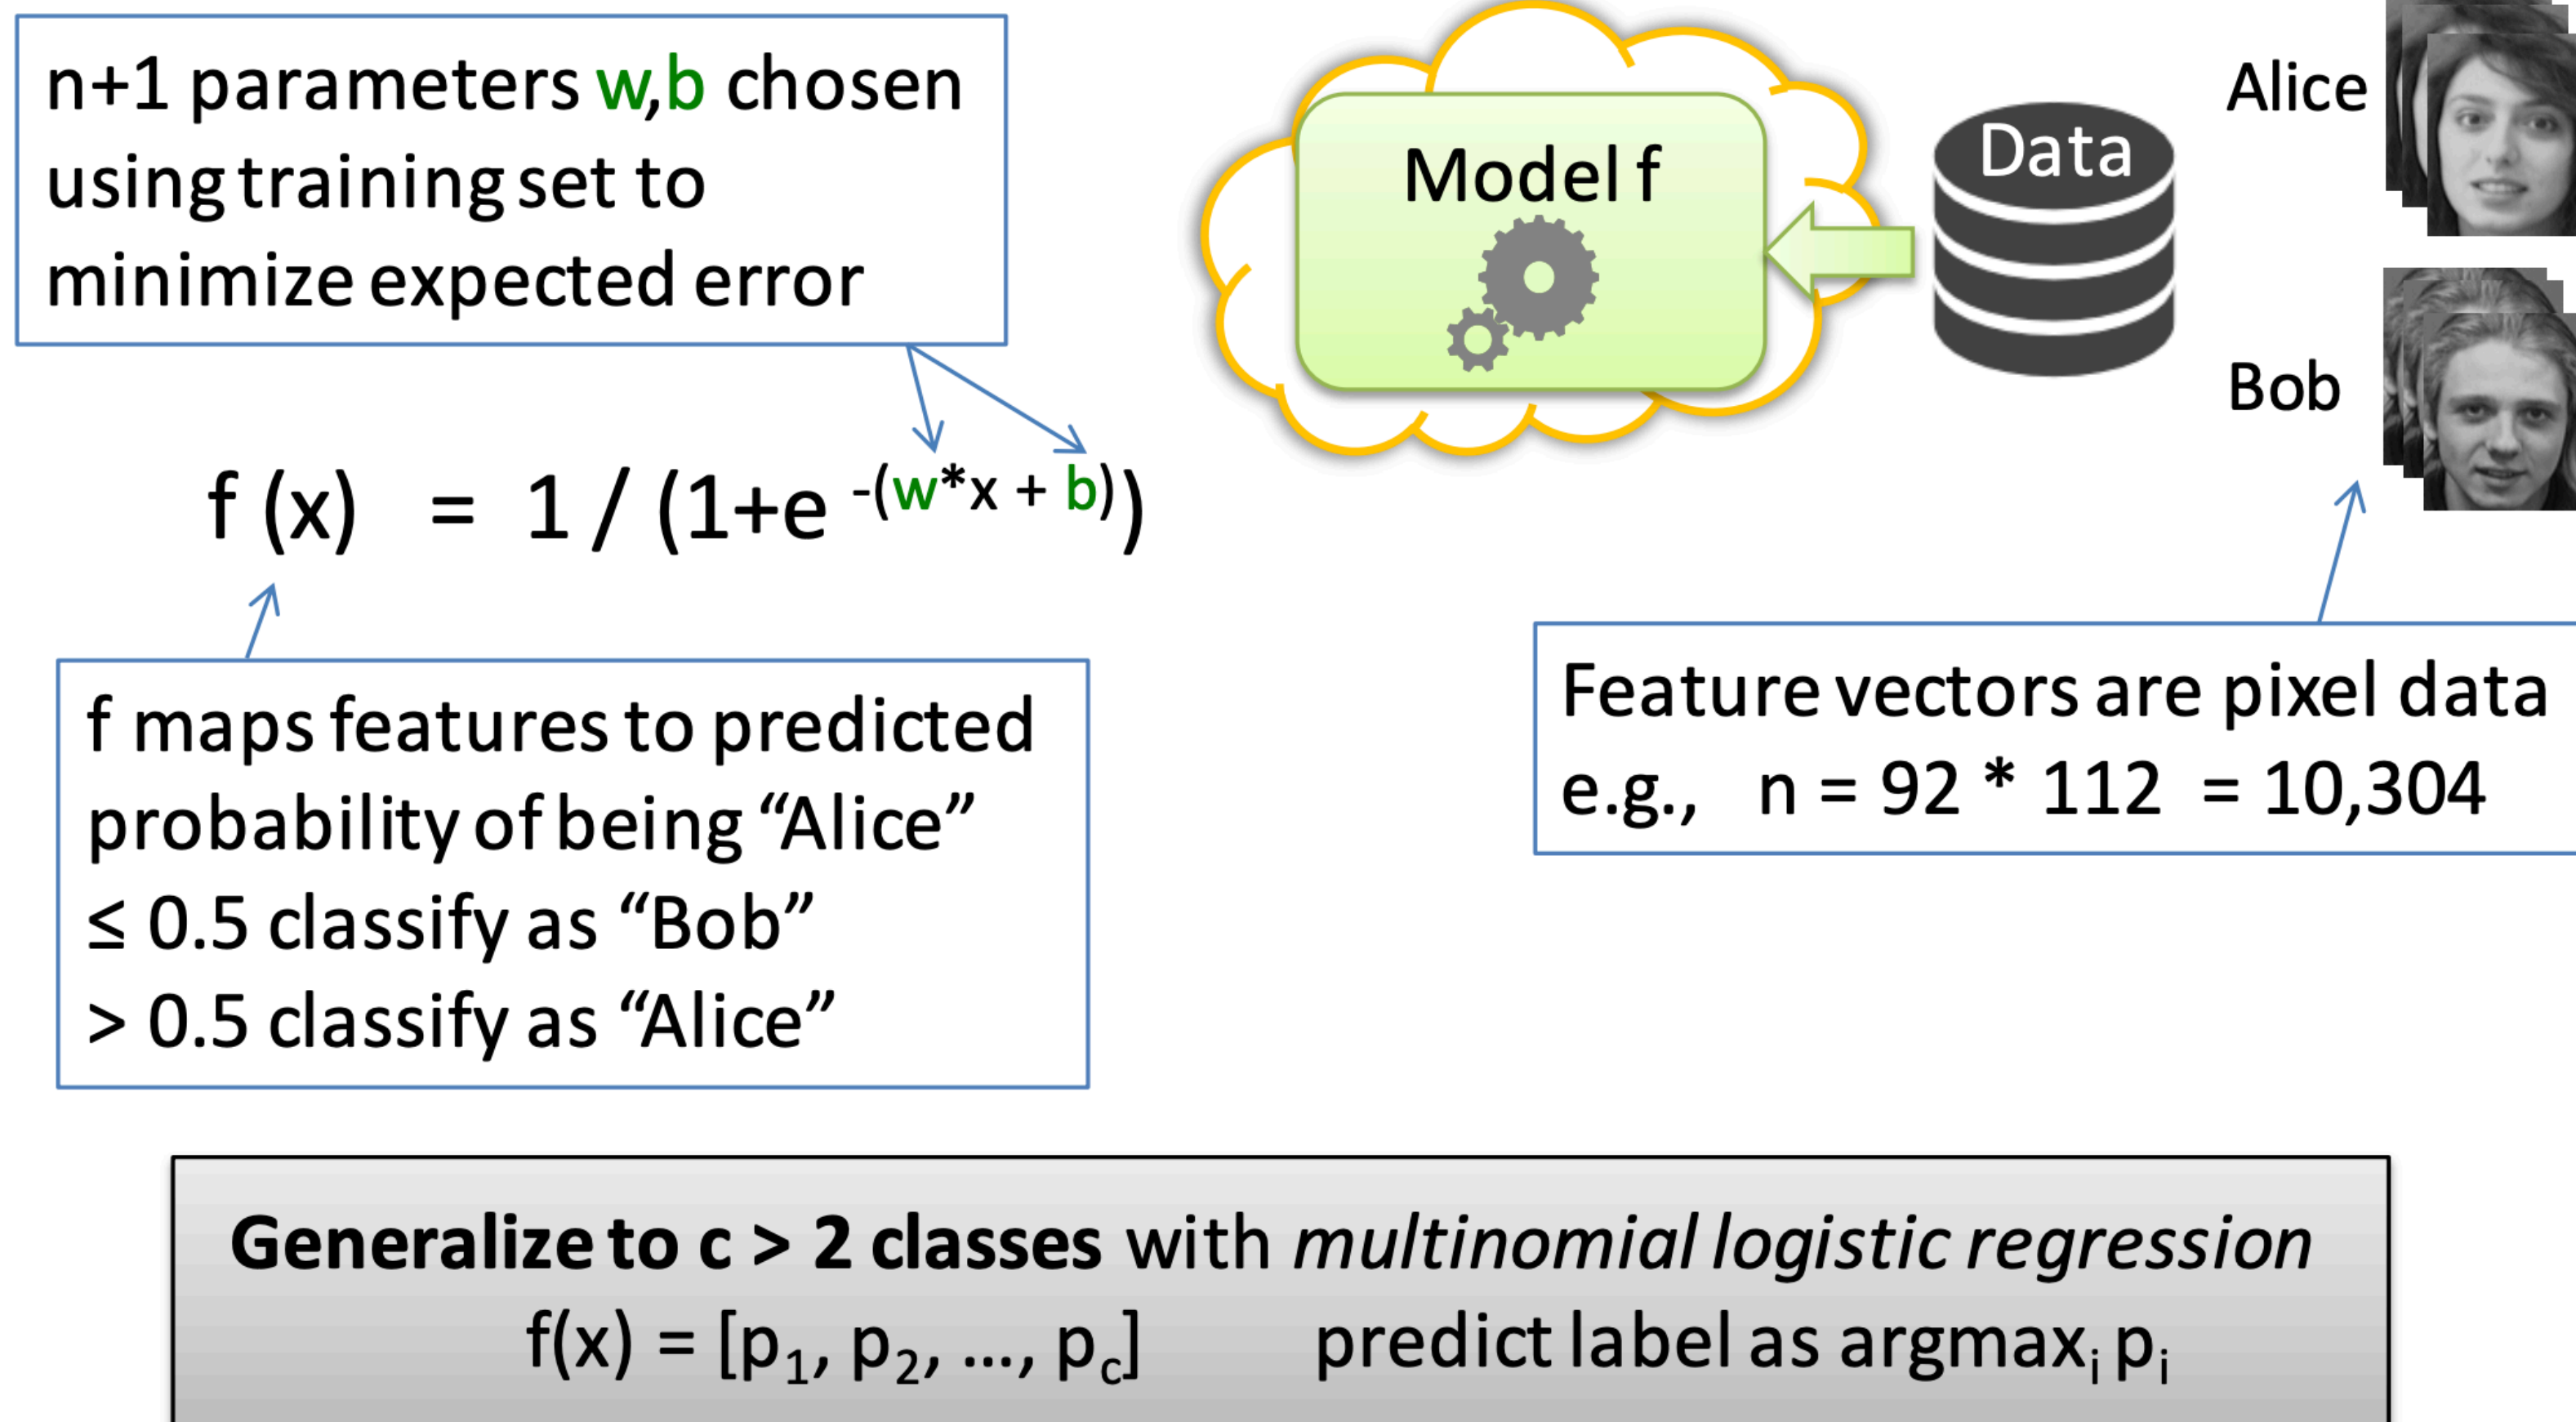 n+1 parameters w,b chosen
using training set to
minimize expected error
Model f
Data
Alice
Bob
f (x) = 1 / (1+e -(w*x + b))
f maps features to predicted
probability of being “Alice”
≤ 0.5 classify as “Bob”
> 0.5 classify as “Alice”
Feature vectors are pixel data
e.g., n = 92 * 112 = 10,304
Generalize to c > 2 classes with multinomial logistic regression
f(x) = [p1, p2, …, pc] predict label as argmaxi pi